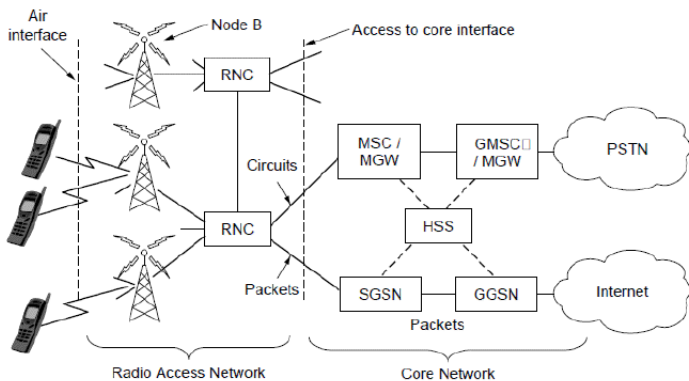 Air
interface
Node B
Access to core interface
RNC
MSC /
MGW
GMSC□
/ MGW
PSTN
Circuits
HSS
RNC
Packets
SGSN
GGSN
Internet
Packets
Radio Access Network
Core Network